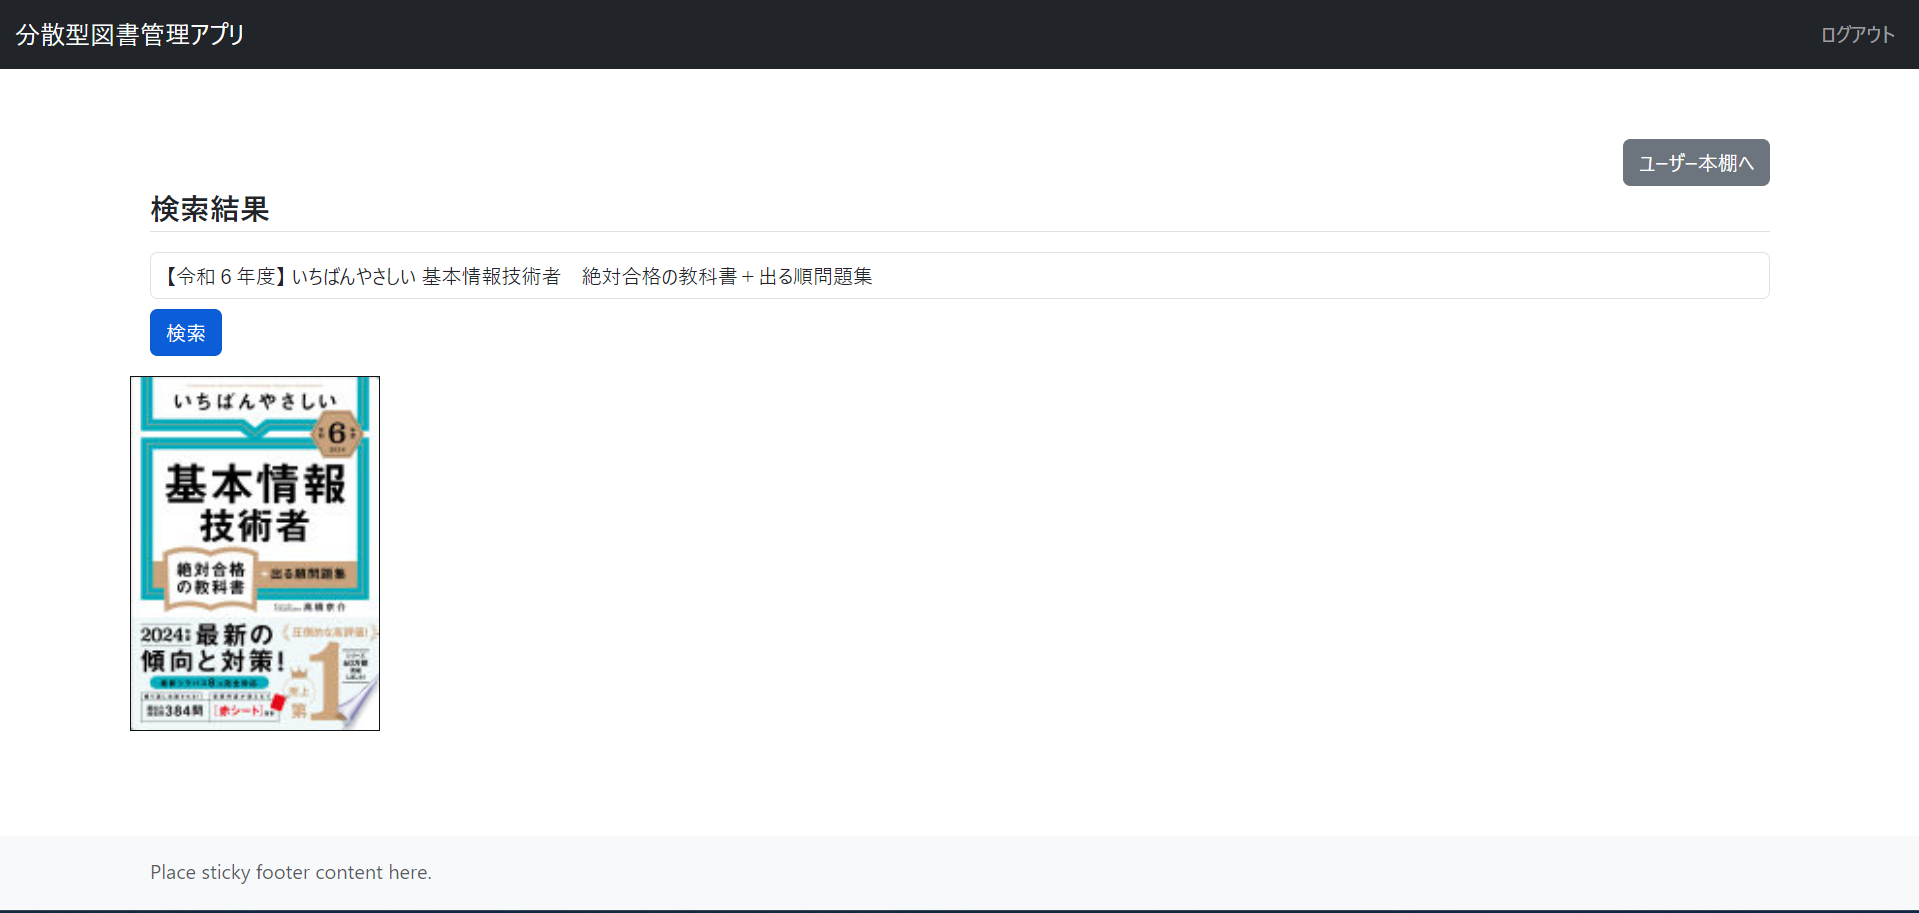 分散型図書管理アプリ
ログアウト
ユーザー本棚へ
検索結果
【令和６年度】いちばんやさしい 基本情報技術者　絶対合格の教科書＋出る順問題集
検索
いちばんやさしい
6
基本情報
技術者
絶対合格
の教科書
+出る順問題集
高橋京介
2024年度 最新の
傾向と対策!
圧倒的な高評価!
売上
第1
384問
[赤シート]
Place sticky footer content here.